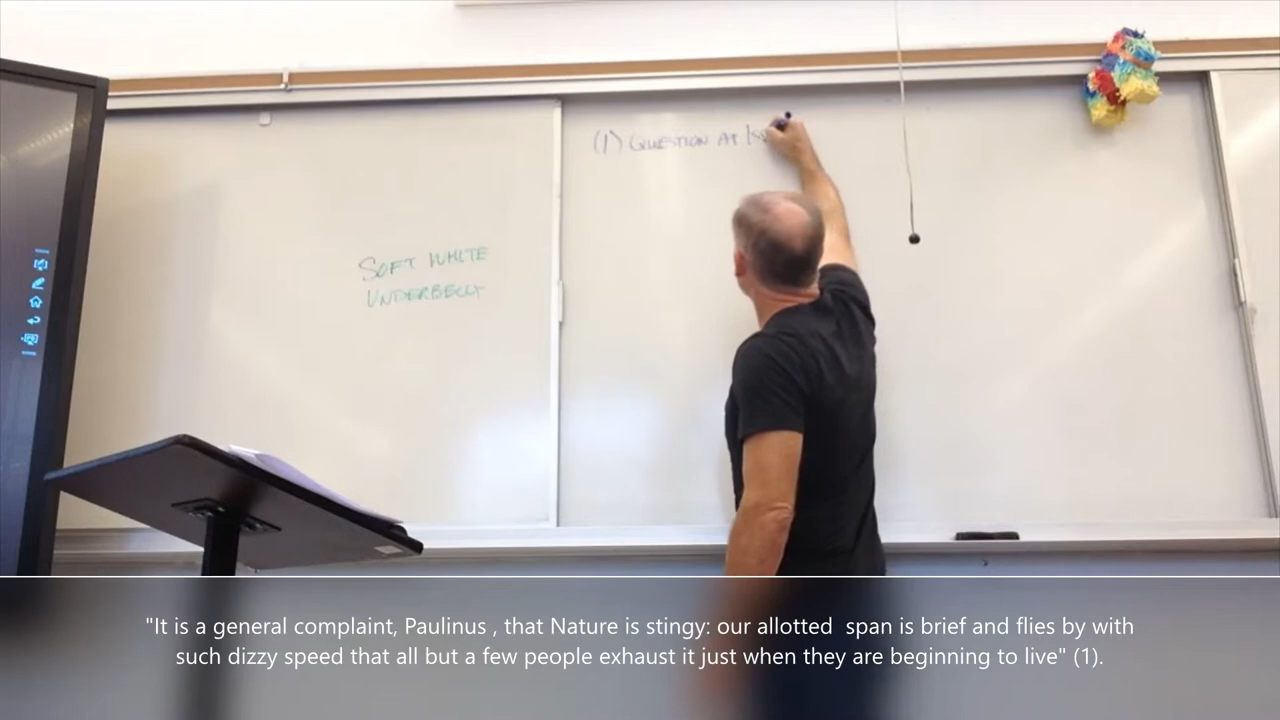 (1) QUESTION AT ISS
SOFT WHITE
UNDERBELLY
"It is a general complaint, Paulinus , that Nature is stingy: our allotted  span is brief and flies by with
such dizzy speed that all but a few people exhaust it just when they are beginning to live" (1).